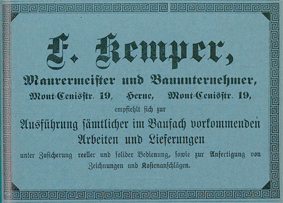 F. Kemper,
Maurermeister und Bauunternehmer,
Mont-Cenisstr. 19, Herne, Mont-Cenisstr. 19,
empfiehlt sich zur
Ausführung sämtlicher im Baufach vorkommenden
Arbeiten und Lieferungen
unter Zusicherung reeller und solider Bedienung, sowie zur Anfertigung von
Zeichnungen und Kostenanschlägen.